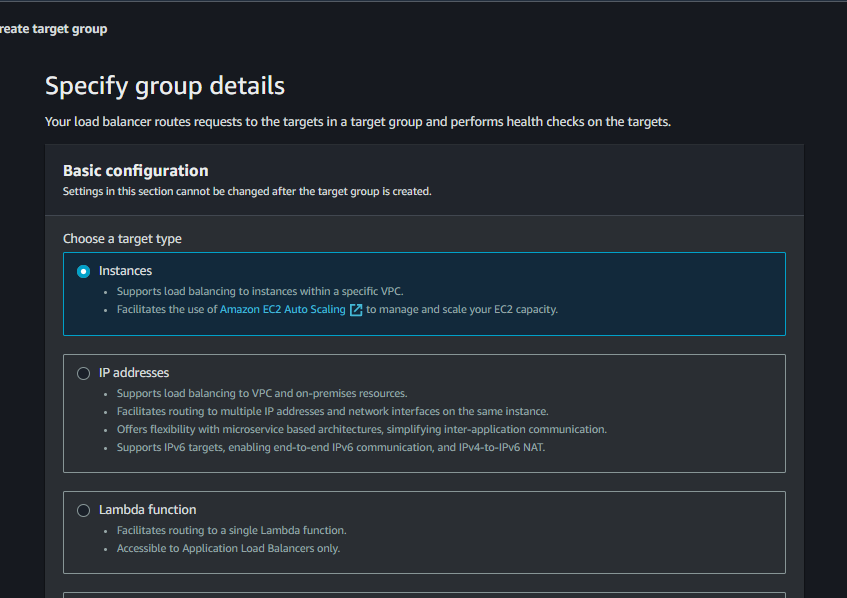 reate target group
Specify group details
Your load balancer routes requests to the targets in a target group and performs health checks on the targets.
Basic configuration
Settings in this section cannot be changed after the target group is created.
Choose a target type
Instances
• Supports load balancing to instances within a specific VPC.
• Facilitates the use of Amazon EC2 Auto Scaling to manage and scale your EC2 capacity.
IP addresses
• Supports load balancing to VPC and on-premises resources.
• Facilitates routing to multiple IP addresses and network interfaces on the same instance.
• Offers flexibility with microservice based architectures, simplifying inter-application communication.
• Supports IPv6 targets, enabling end-to-end IPv6 communication, and IPv4-to-IPv6 NAT.
Lambda function
• Facilitates routing to a single Lambda function.
• Accessible to Application Load Balancers only.